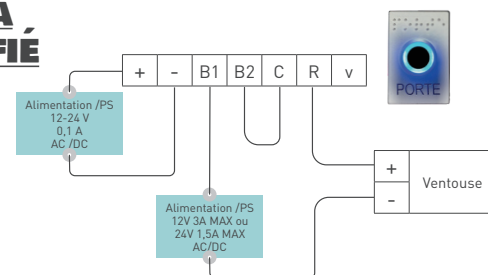 A
FIÉ
+ - B1 B2 C R v
PORTE
Alimentation /PS
12-24 V
0,1 A
AC /DC
+
-
Ventouse
Alimentation /PS
12V 3A MAX ou
24V 1,5A MAX
AC/DC